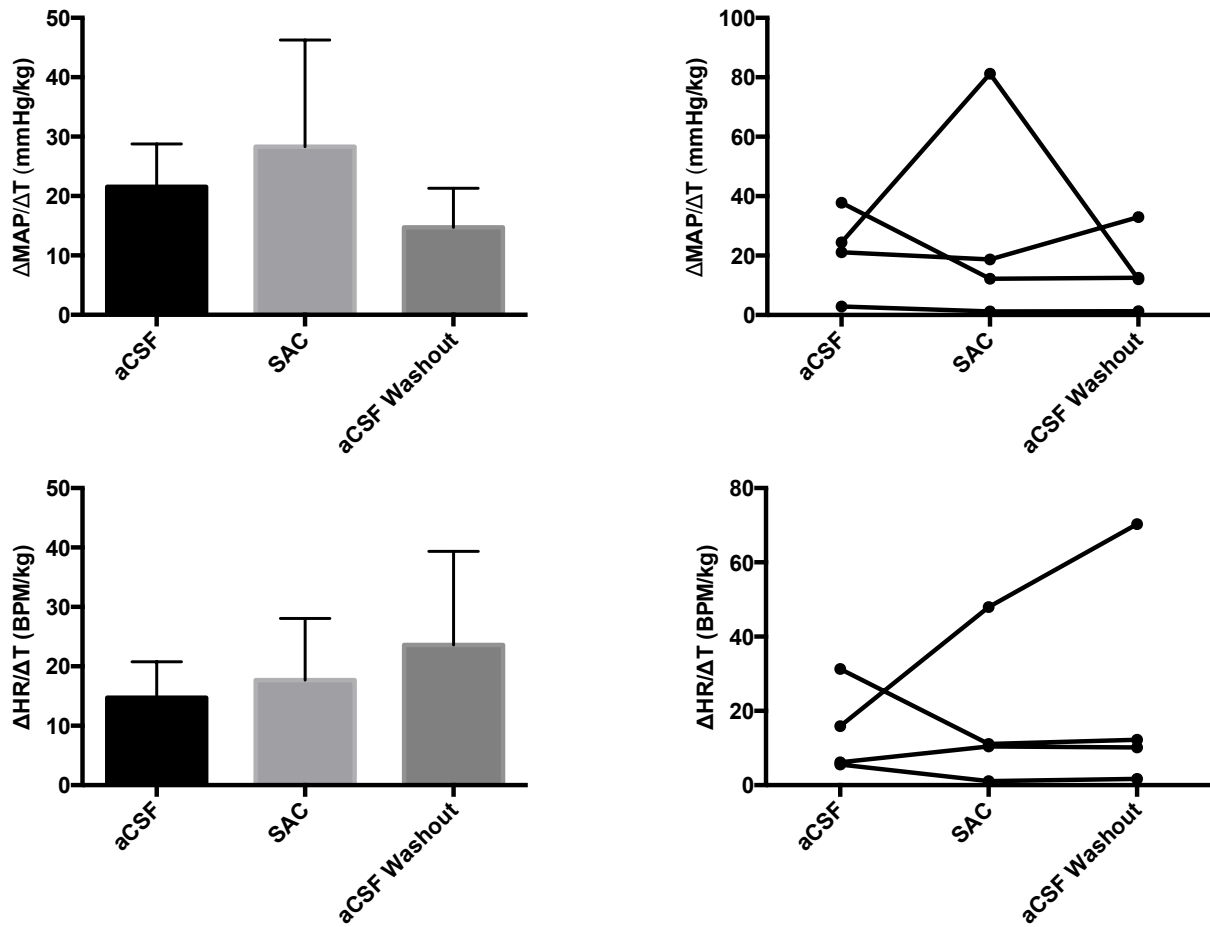 ΔMAP/ΔT (mmHg/kg)
50
40
30
20
10
0
aCSF
SAC
aCSF Washout
ΔMAP/ΔT (mmHg/kg)
100
80
60
40
20
0
aCSF
SAC
aCSF Washout
ΔHR/ΔT (BPM/kg)
50
40
30
20
10
0
aCSF
SAC
aCSF Washout
ΔHR/ΔT (BPM/kg)
80
60
40
20
0
aCSF
SAC
aCSF Washout